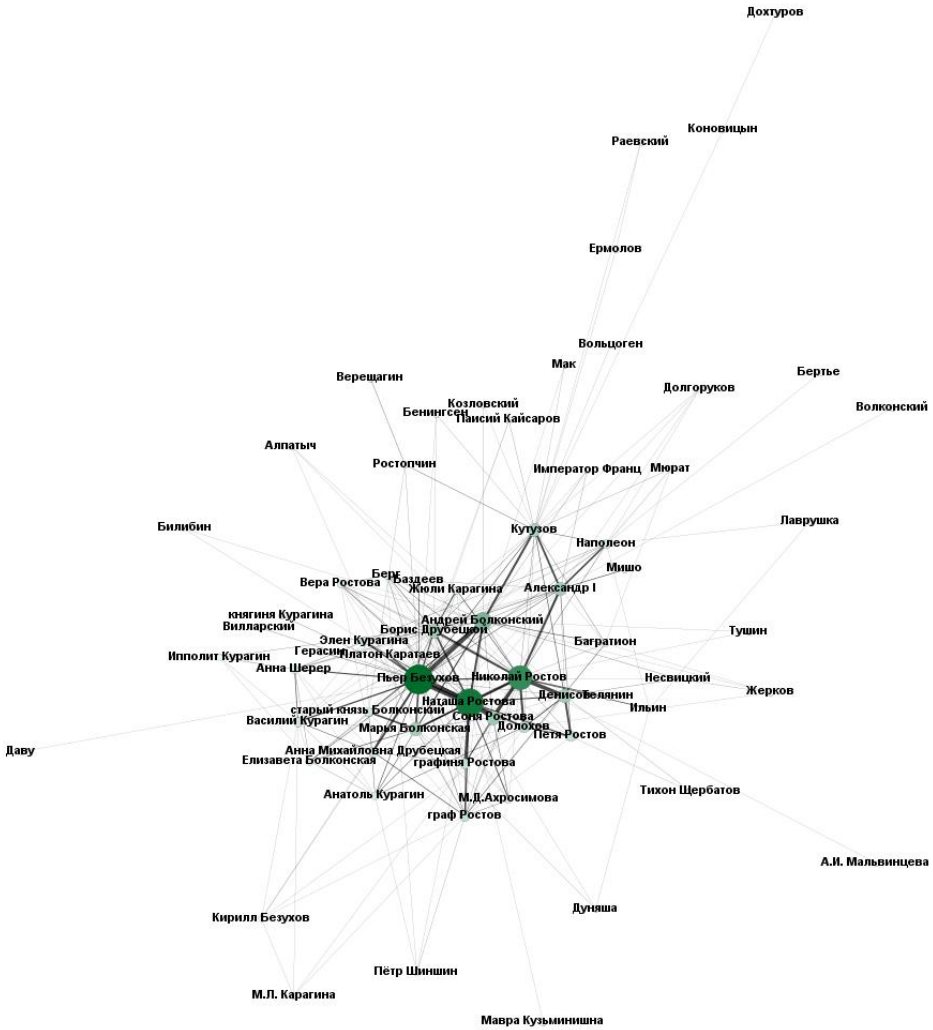 Дохтуров
Коновицын
Раевский
Ермолов
Вольцоген
Мак
Бертье
Верещагин
Долгоруков
Козловский
Волконский
Бенингсен
Паисий Кайсаров
Алпатыч
Ростопчин
Император Франц
Мюрат
Лаврушка
Билибин
Кутузов
Наполеон
Мишо
Берг
Баздеев
Вера Ростова
Жюли Карагина
Александр I
княгиня Курагина
Андрей Болконский
Вилларский
Борис Друбецкой
Тушин
Элен Курагина
Багратион
Герасим
Платон Каратаев
Ипполит Курагин
Анна Шерер
Пьер Безухов
Николай Ростов
Несвицкий
Жерков
Денисов
Телянин
Наташа Ростова
Ильин
старый князь Болконский
Соня Ростова
Василий Курагин
Марья Болконская
Долохов
Петя Ростов
Даву
Анна Михайловна Друбецкая
Елизавета Болконская
графиня Ростова
Тихон Щербатов
Анатоль Курагин
М.Д.Ахросимова
граф Ростов
А.И. Мальвинцева
Дуняша
Кирилл Безухов
Пётр Шиншин
М.Л. Карагина
Мавра Кузьминишна